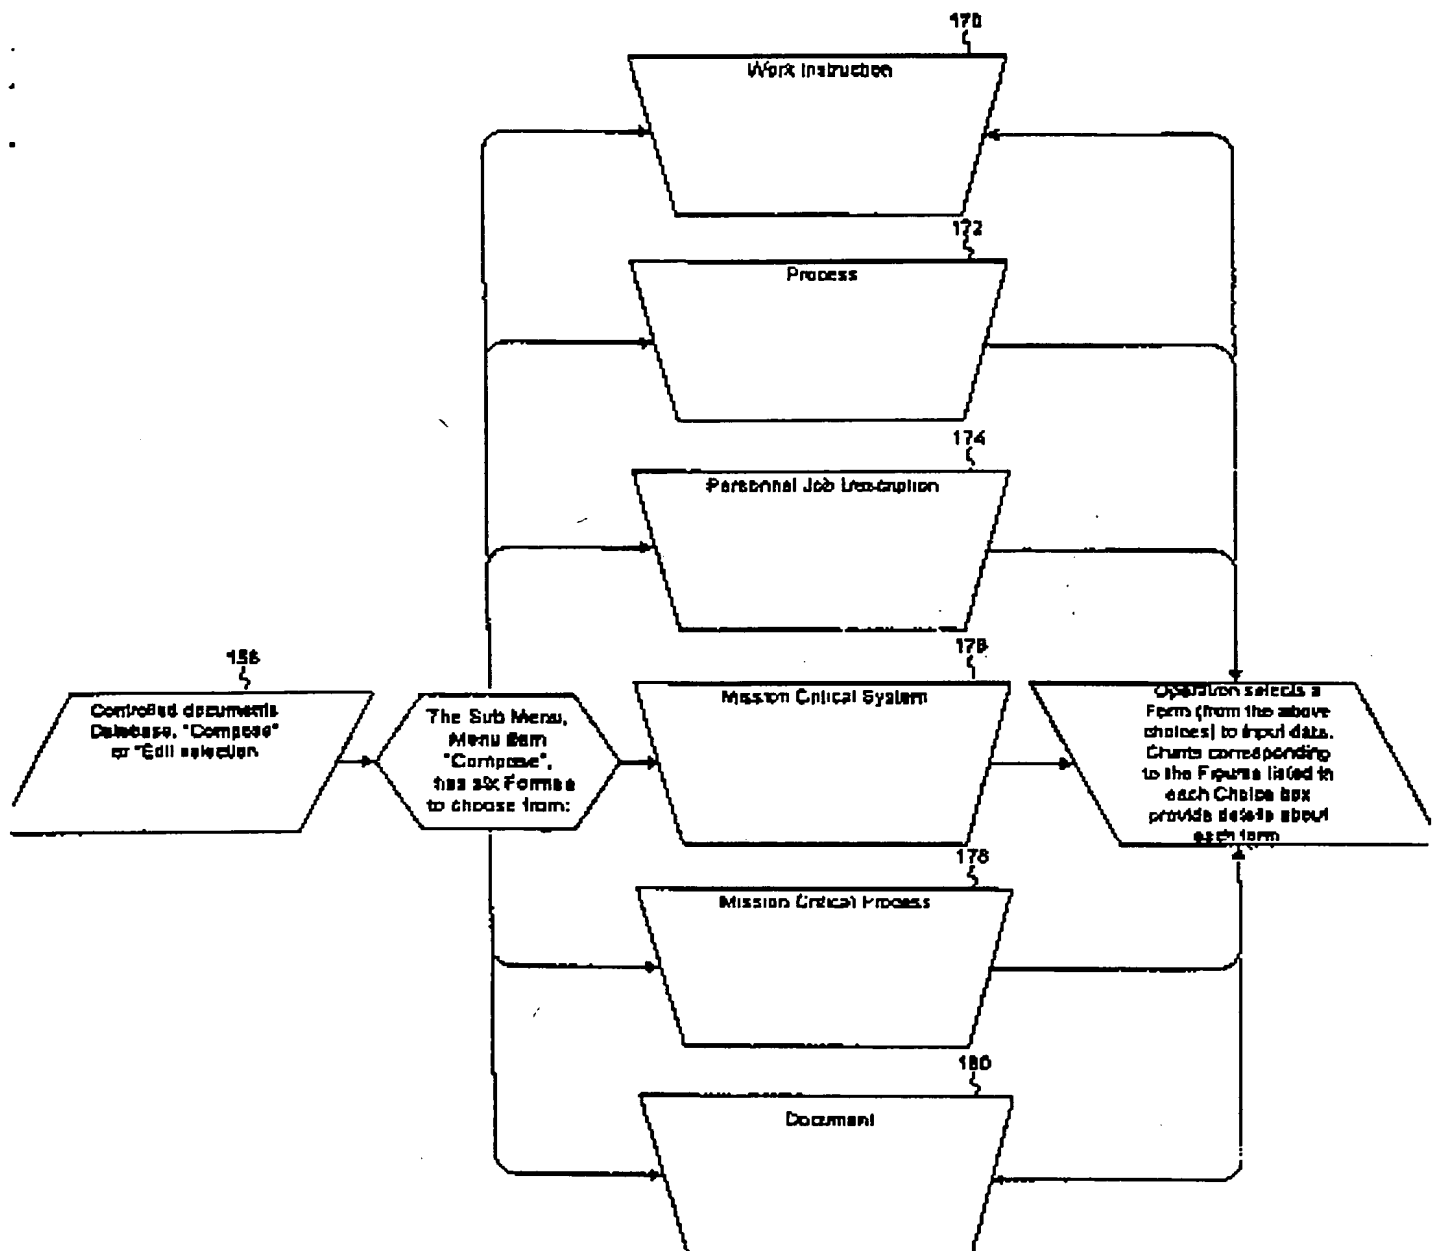 170
Work Instruction
172
Process
174
Personnel Job Description
156
Controlled documents
Database, "Compose"
or "Edit selection
The Sub Menu,
Menu Item
"Compose",
has six Formes
to choose from:
Mission Critical System
Operation selects a
Form (from the above
choices) to input data.
Charts corresponding
to the Figures listed in
each Choice box
provide details about
each form
178
Mission Critical Process
180
Document